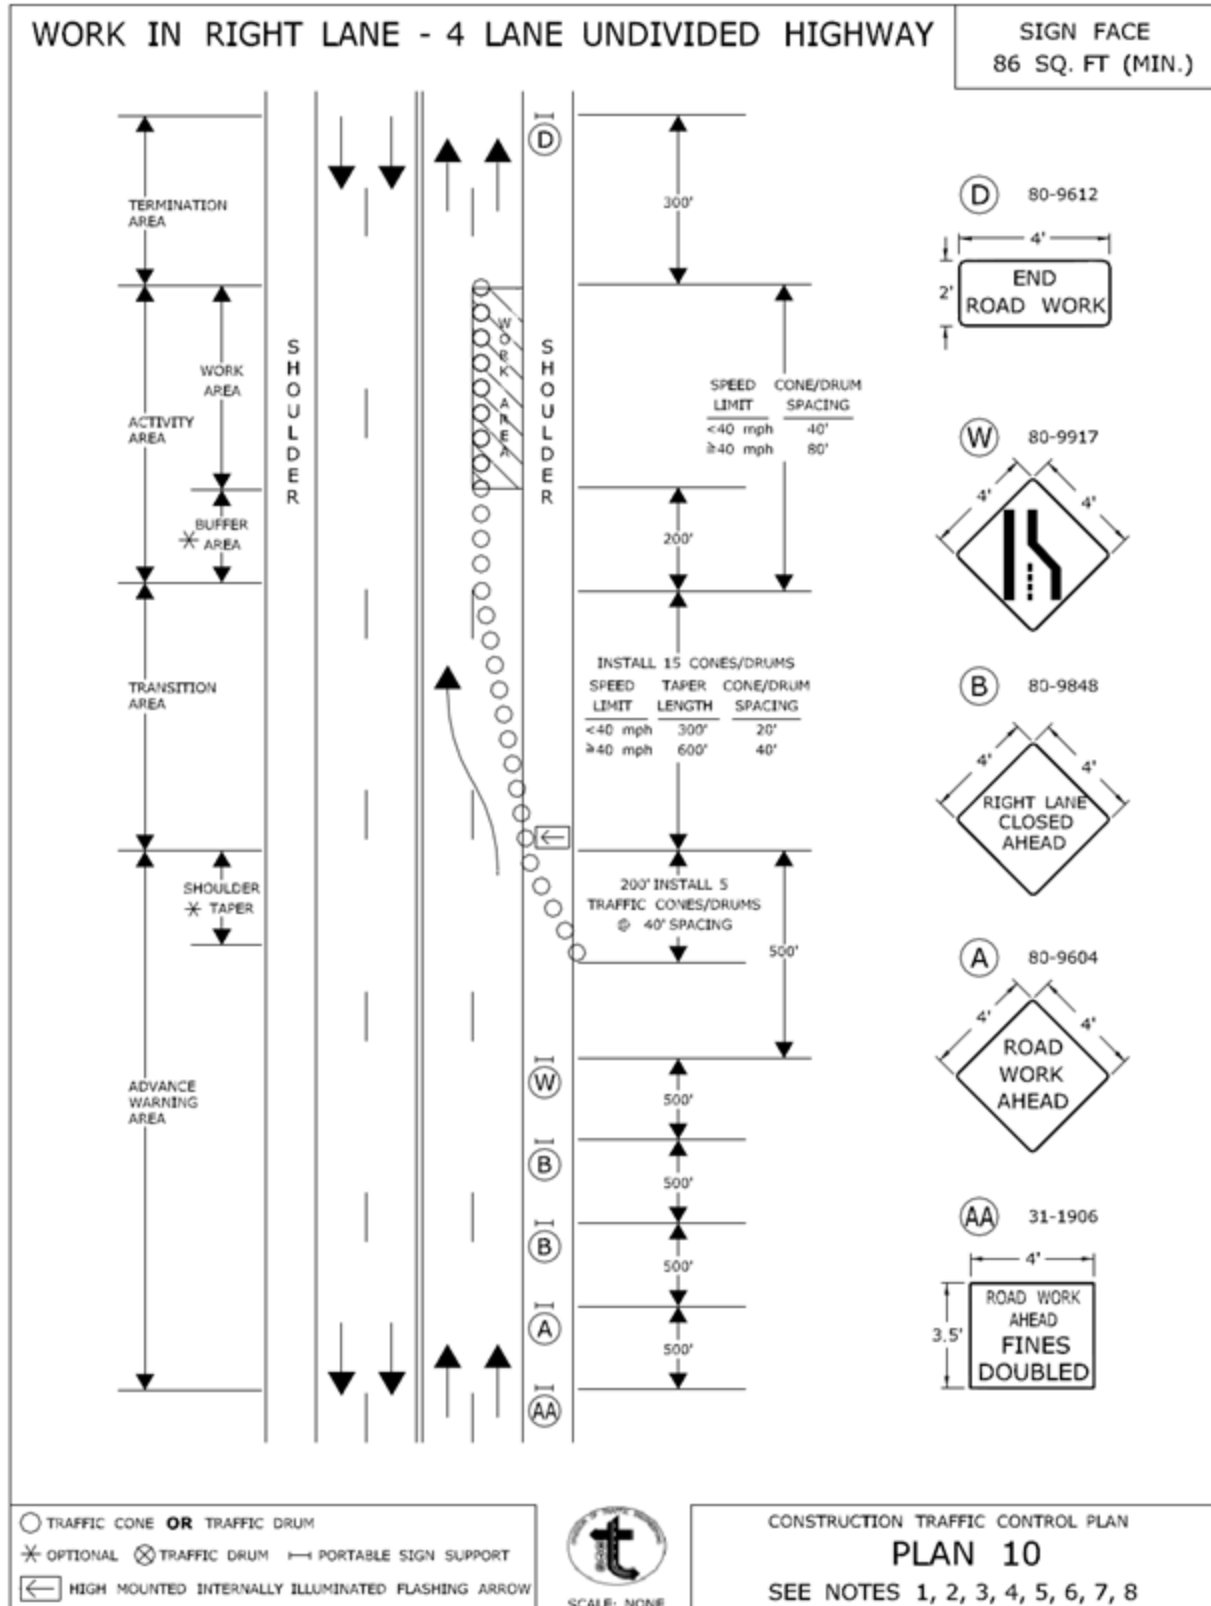 WORK IN RIGHT LANE - 4 LANE UNDIVIDED HIGHWAY
SIGN FACE
86 SQ. FT (MIN.)
TERMINATION
AREA
ACTIVITY
AREA
WORK
AREA
BUFFER
AREA
TRANSITION
AREA
SHOULDER
TAPER
ADVANCE
WARNING
AREA
SHOULDER
WORK AREA
SHOULDER
D
W
B
B
A
AA
300'
SPEED CONE/DRUM
LIMIT SPACING
<40 mph 40'
≥40 mph 80'
200'
INSTALL 15 CONES/DRUMS
SPEED TAPER CONE/DRUM
LIMIT LENGTH SPACING
<40 mph 300' 20'
≥40 mph 600' 40'
200' INSTALL 5
TRAFFIC CONES/DRUMS
@ 40' SPACING
500'
500'
500'
500'
500'
D 80-9612
4'
2'
END
ROAD WORK
W 80-9917
4' 4'
B 80-9848
4' 4'
RIGHT LANE
CLOSED
AHEAD
A 80-9604
4' 4'
ROAD
WORK
AHEAD
AA 31-1906
4'
3.5'
ROAD WORK
AHEAD
FINES
DOUBLED
TRAFFIC CONE OR TRAFFIC DRUM
OPTIONAL TRAFFIC DRUM PORTABLE SIGN SUPPORT
HIGH MOUNTED INTERNALLY ILLUMINATED FLASHING ARROW
SCALE: NONE
CONSTRUCTION TRAFFIC CONTROL PLAN
PLAN 10
SEE NOTES 1, 2, 3, 4, 5, 6, 7, 8